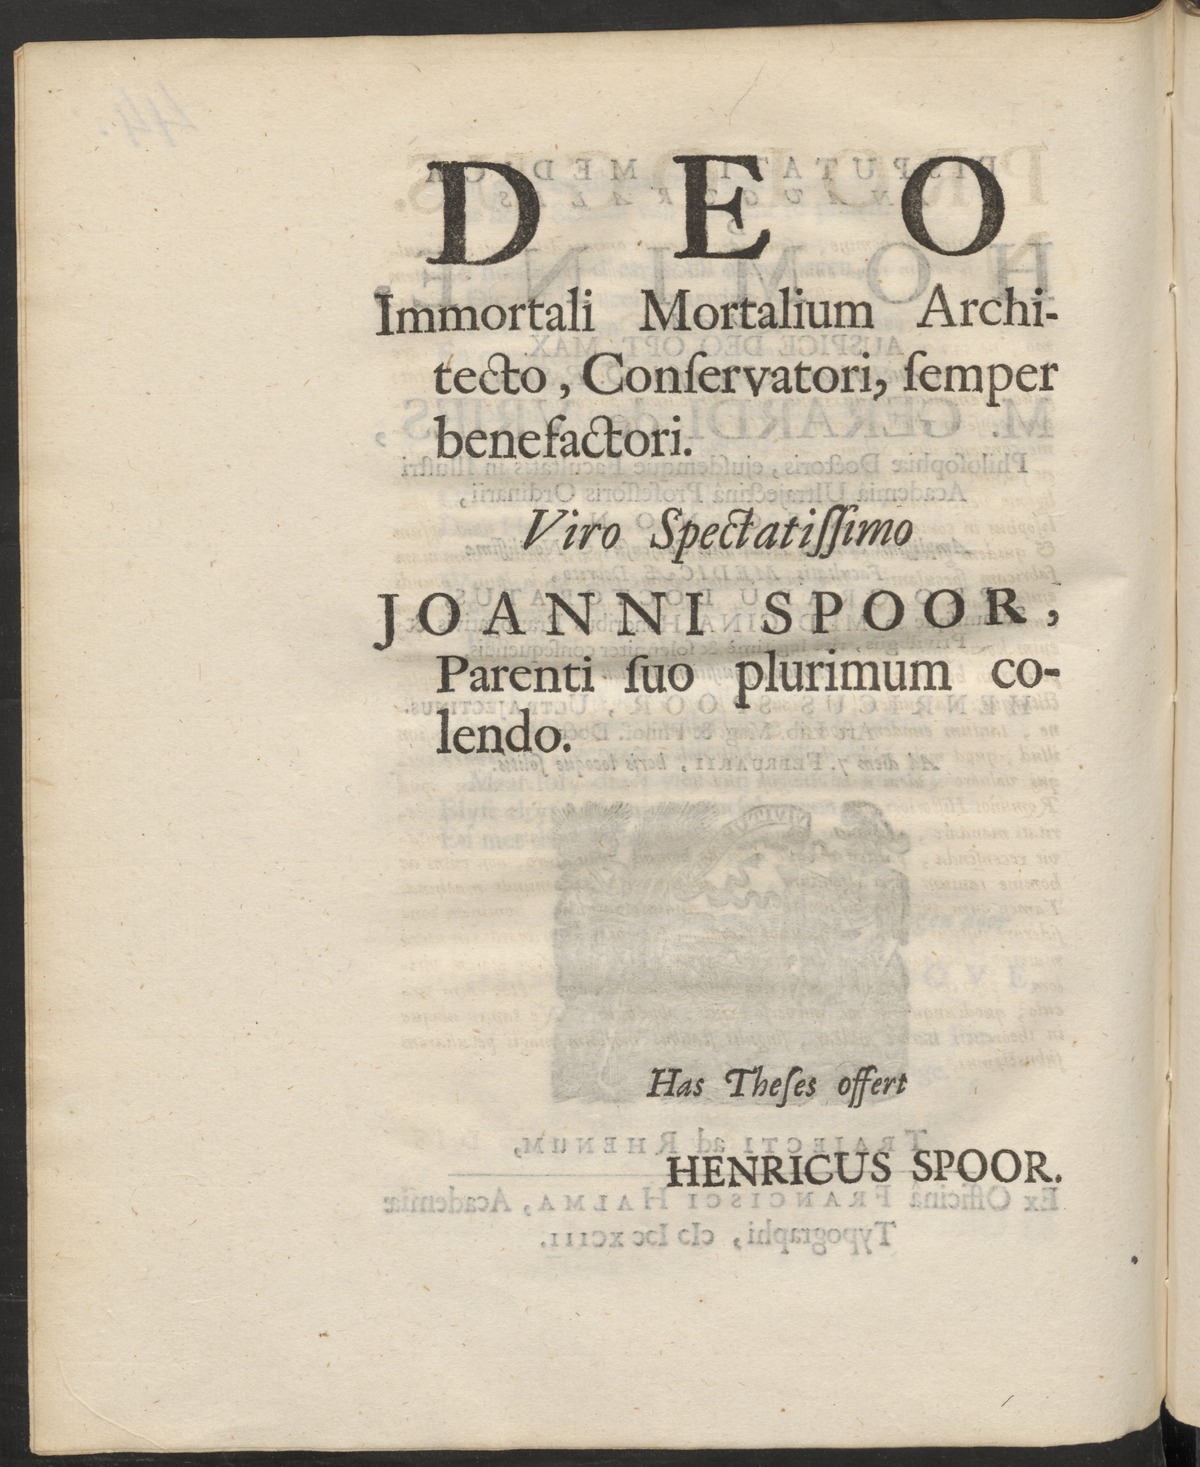 D E O
Immortali Mortalium Archi-
tecto, Conſervatori, ſemper
benefactori.
Viro Spectatiſſimo
JOANNI SPOOR,
Parenti ſuo plurimum co-
lendo.
Has Theſes offert
HENRICUS SPOOR.